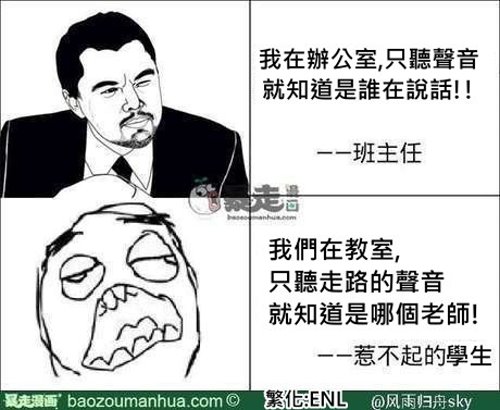 我在辦公室,只聽聲音
就知道是誰在說話!!
——班主任
暴走漫画
baozoumanhua.com
我們在教室,
只聽走路的聲音
就知道是哪個老師!
——惹不起的學生
暴走漫画® baozoumanhua.com 繁化:ENL @风雨归舟sky